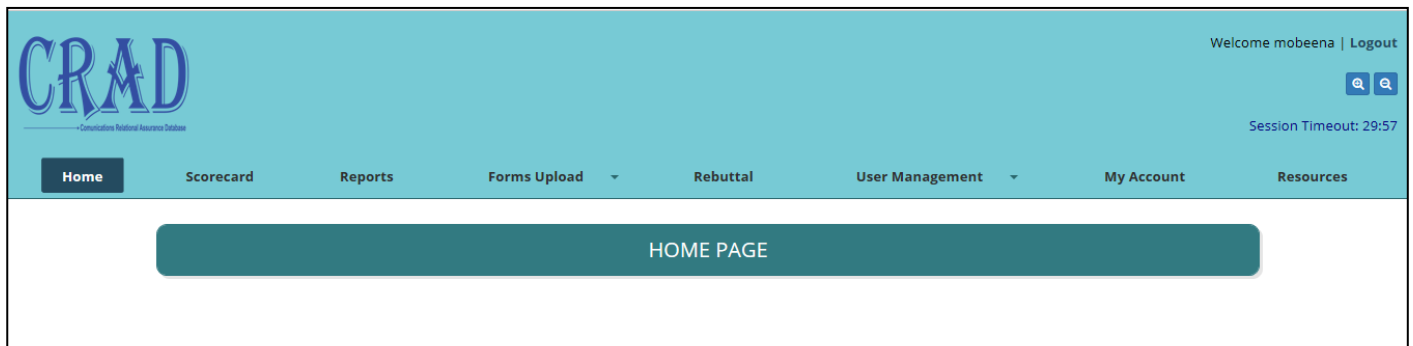 CRAD
Comunications Relational Assurance Database
Welcome mobeena | Logout
Session Timeout: 29:57
Home Scorecard Reports Forms Upload Rebuttal User Management My Account Resources
HOME PAGE